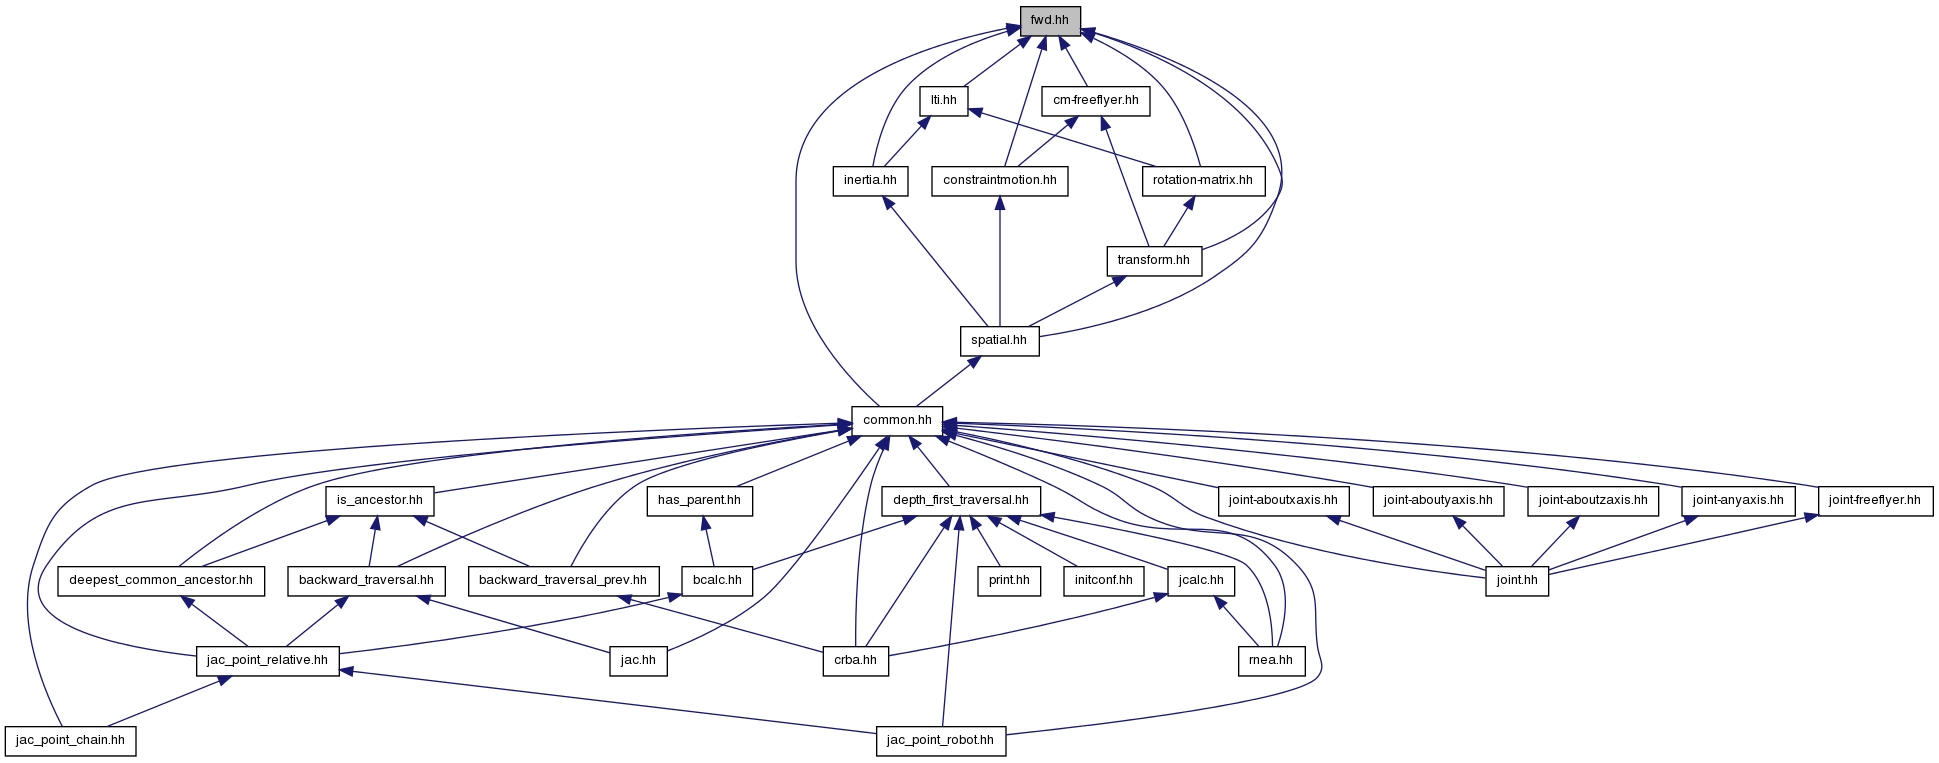 fwd.hh
lti.hh
cm-freeflyer.hh
inertia.hh
constraintmotion.hh
rotation-matrix.hh
transform.hh
spatial.hh
common.hh
is_ancestor.hh
has_parent.hh
depth_first_traversal.hh
joint-aboutxaxis.hh
joint-aboutyaxis.hh
joint-aboutzaxis.hh
joint-anyaxis.hh
joint-freeflyer.hh
deepest_common_ancestor.hh
backward_traversal.hh
backward_traversal_prev.hh
bcalc.hh
print.hh
initconf.hh
jcalc.hh
joint.hh
jac_point_relative.hh
jac.hh
crba.hh
rnea.hh
jac_point_chain.hh
jac_point_robot.hh